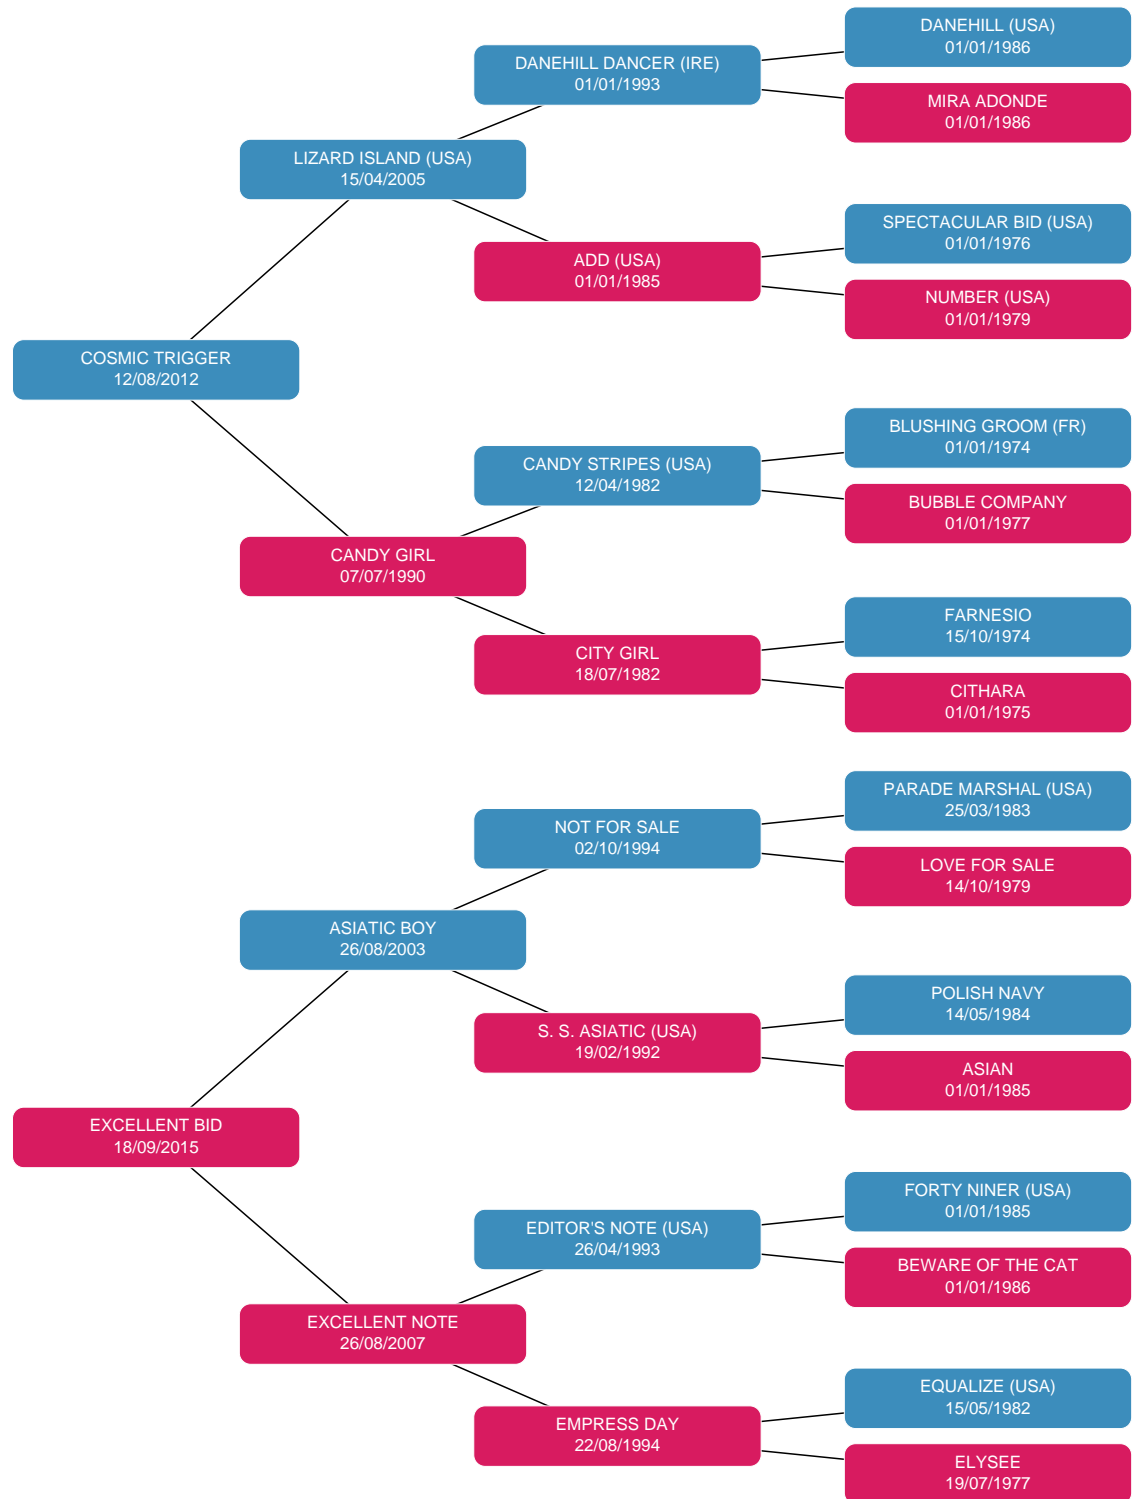 DANEHILL (USA)
01/01/1986
DANEHILL DANCER (IRE)
01/01/1993
MIRA ADONDE
01/01/1986
LIZARD ISLAND (USA)
15/04/2005
SPECTACULAR BID (USA)
01/01/1976
ADD (USA)
01/01/1985
NUMBER (USA)
01/01/1979
COSMIC TRIGGER
12/08/2012
BLUSHING GROOM (FR)
01/01/1974
CANDY STRIPES (USA)
12/04/1982
BUBBLE COMPANY
01/01/1977
CANDY GIRL
07/07/1990
FARNESIO
15/10/1974
CITY GIRL
18/07/1982
CITHARA
01/01/1975
PARADE MARSHAL (USA)
25/03/1983
NOT FOR SALE
02/10/1994
LOVE FOR SALE
14/10/1979
ASIATIC BOY
26/08/2003
POLISH NAVY
14/05/1984
S. S. ASIATIC (USA)
19/02/1992
ASIAN
01/01/1985
EXCELLENT BID
18/09/2015
FORTY NINER (USA)
01/01/1985
EDITOR'S NOTE (USA)
26/04/1993
BEWARE OF THE CAT
01/01/1986
EXCELLENT NOTE
26/08/2007
EQUALIZE (USA)
15/05/1982
EMPRESS DAY
22/08/1994
ELYSEE
19/07/1977